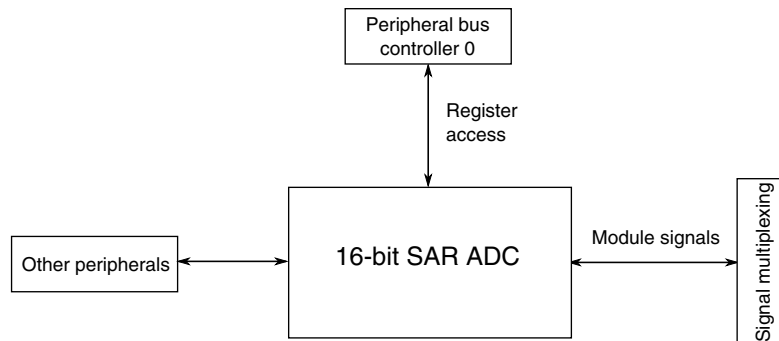 Peripheral bus
controller 0
Register
access
16-bit SAR ADC
Other peripherals
Module signals
Signal multiplexing